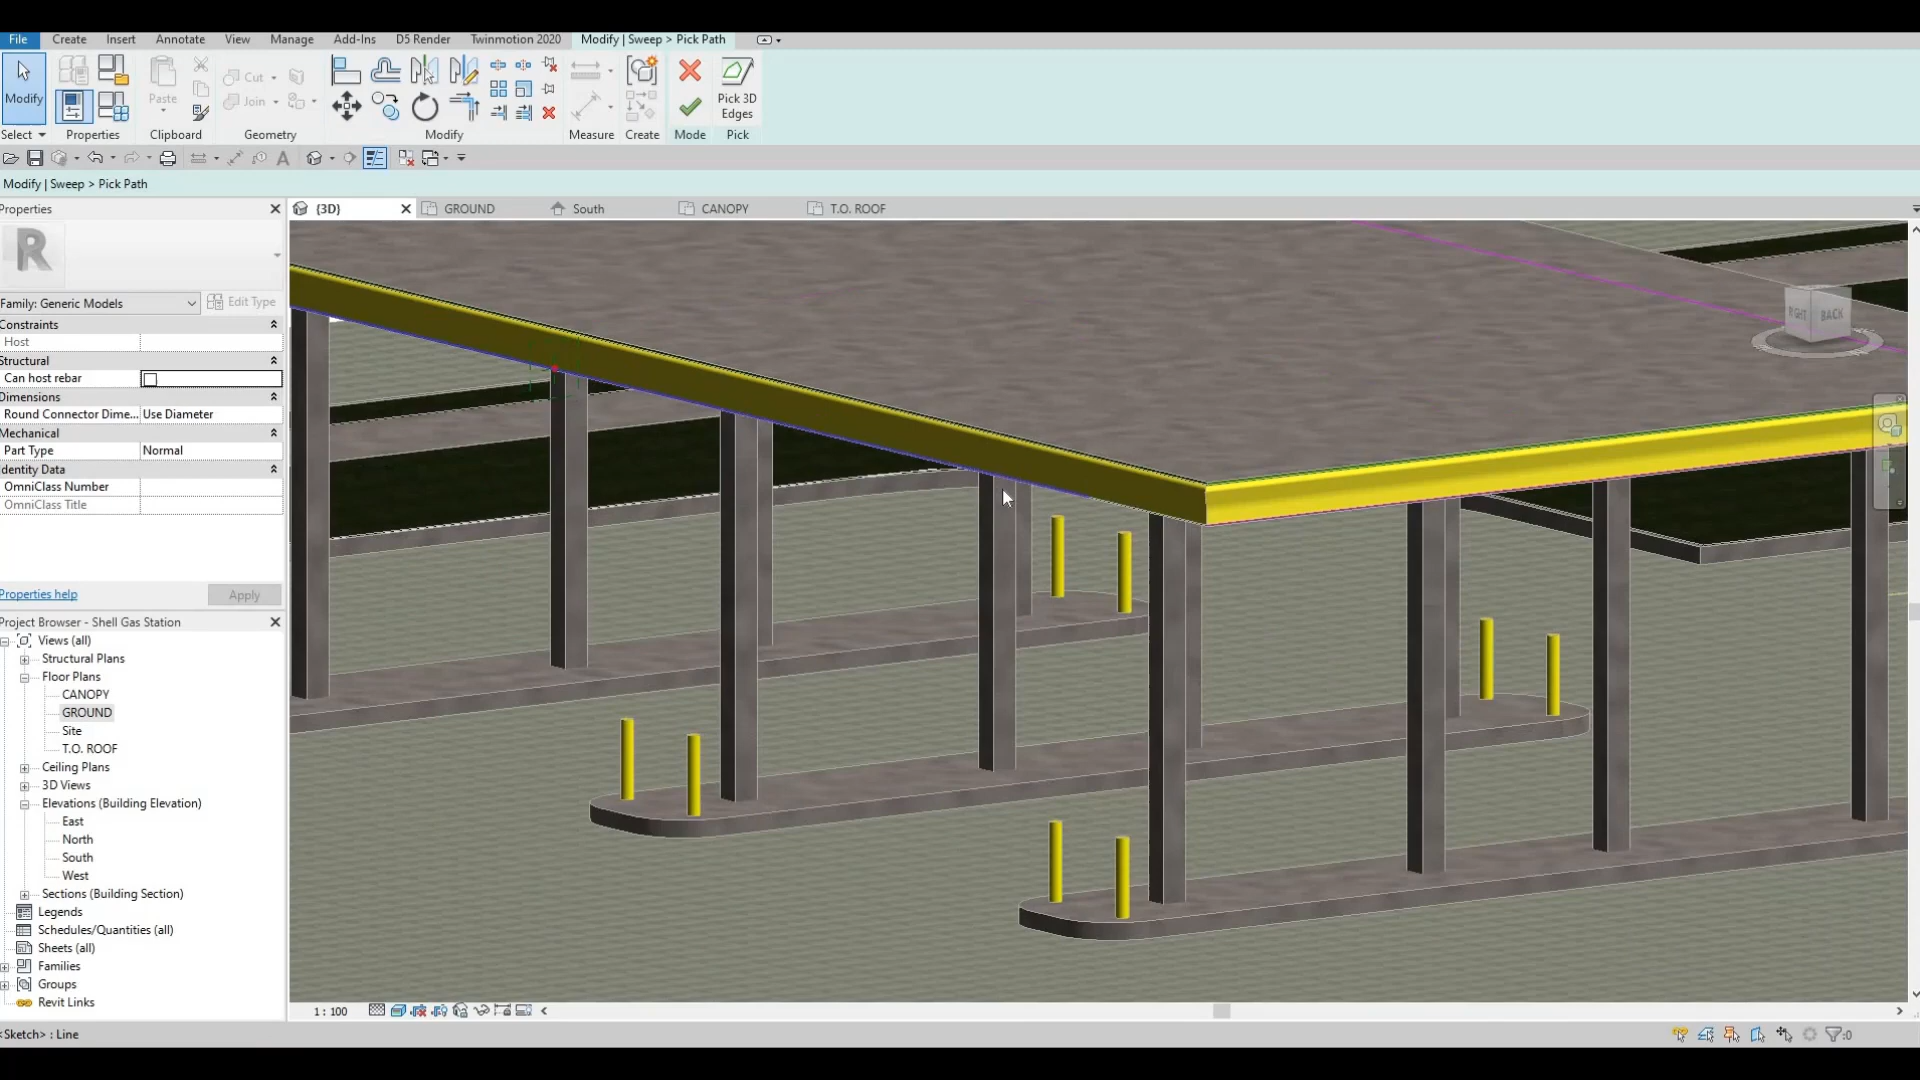 File Create Insert Annotate View Manage Add-Ins D5 Render Twinmotion 2020 Modify | Sweep > Pick Path
Modify Paste Cut Join Pick 3D Edges
Select Properties Clipboard Geometry Modify Measure Create Mode Pick
Modify | Sweep > Pick Path
Properties {3D} GROUND South CANOPY T.O. ROOF
R
Family: Generic Models Edit Type
Constraints
Host
Structural
Can host rebar
Dimensions
Round Connector Dime... Use Diameter
Mechanical
Part Type Normal
Identity Data
OmniClass Number
OmniClass Title
Properties help Apply
Project Browser - Shell Gas Station
Views (all)
Structural Plans
Floor Plans
CANOPY
GROUND
Site
T.O. ROOF
Ceiling Plans
3D Views
Elevations (Building Elevation)
East
North
South
West
Sections (Building Section)
Legends
Schedules/Quantities (all)
Sheets (all)
Families
Groups
Revit Links
RIGHT BACK
1 : 100
<Sketch> : Line
:0